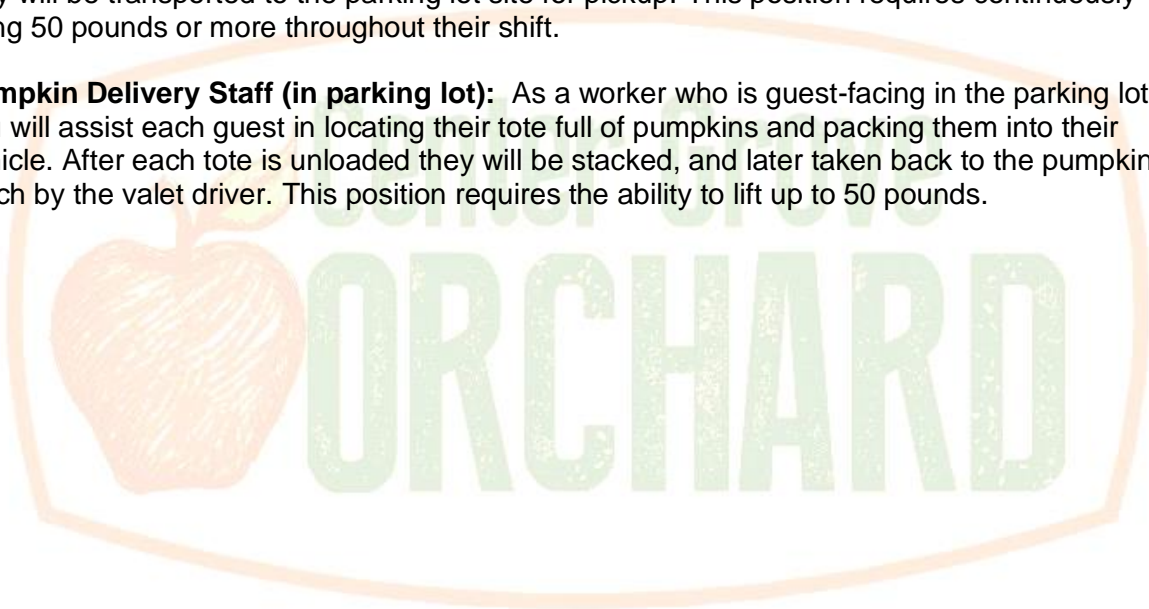 y will be transported to the parking lot site for pickup. This position requires continuously
ng 50 pounds or more throughout their shift.
mpkin Delivery Staff (in parking lot): As a worker who is guest-facing in the parking lot
will assist each guest in locating their tote full of pumpkins and packing them into their
icle. After each tote is unloaded they will be stacked, and later taken back to the pumpkin
ch by the valet driver. This position requires the ability to lift up to 50 pounds.
Center Grove
ORCHARD